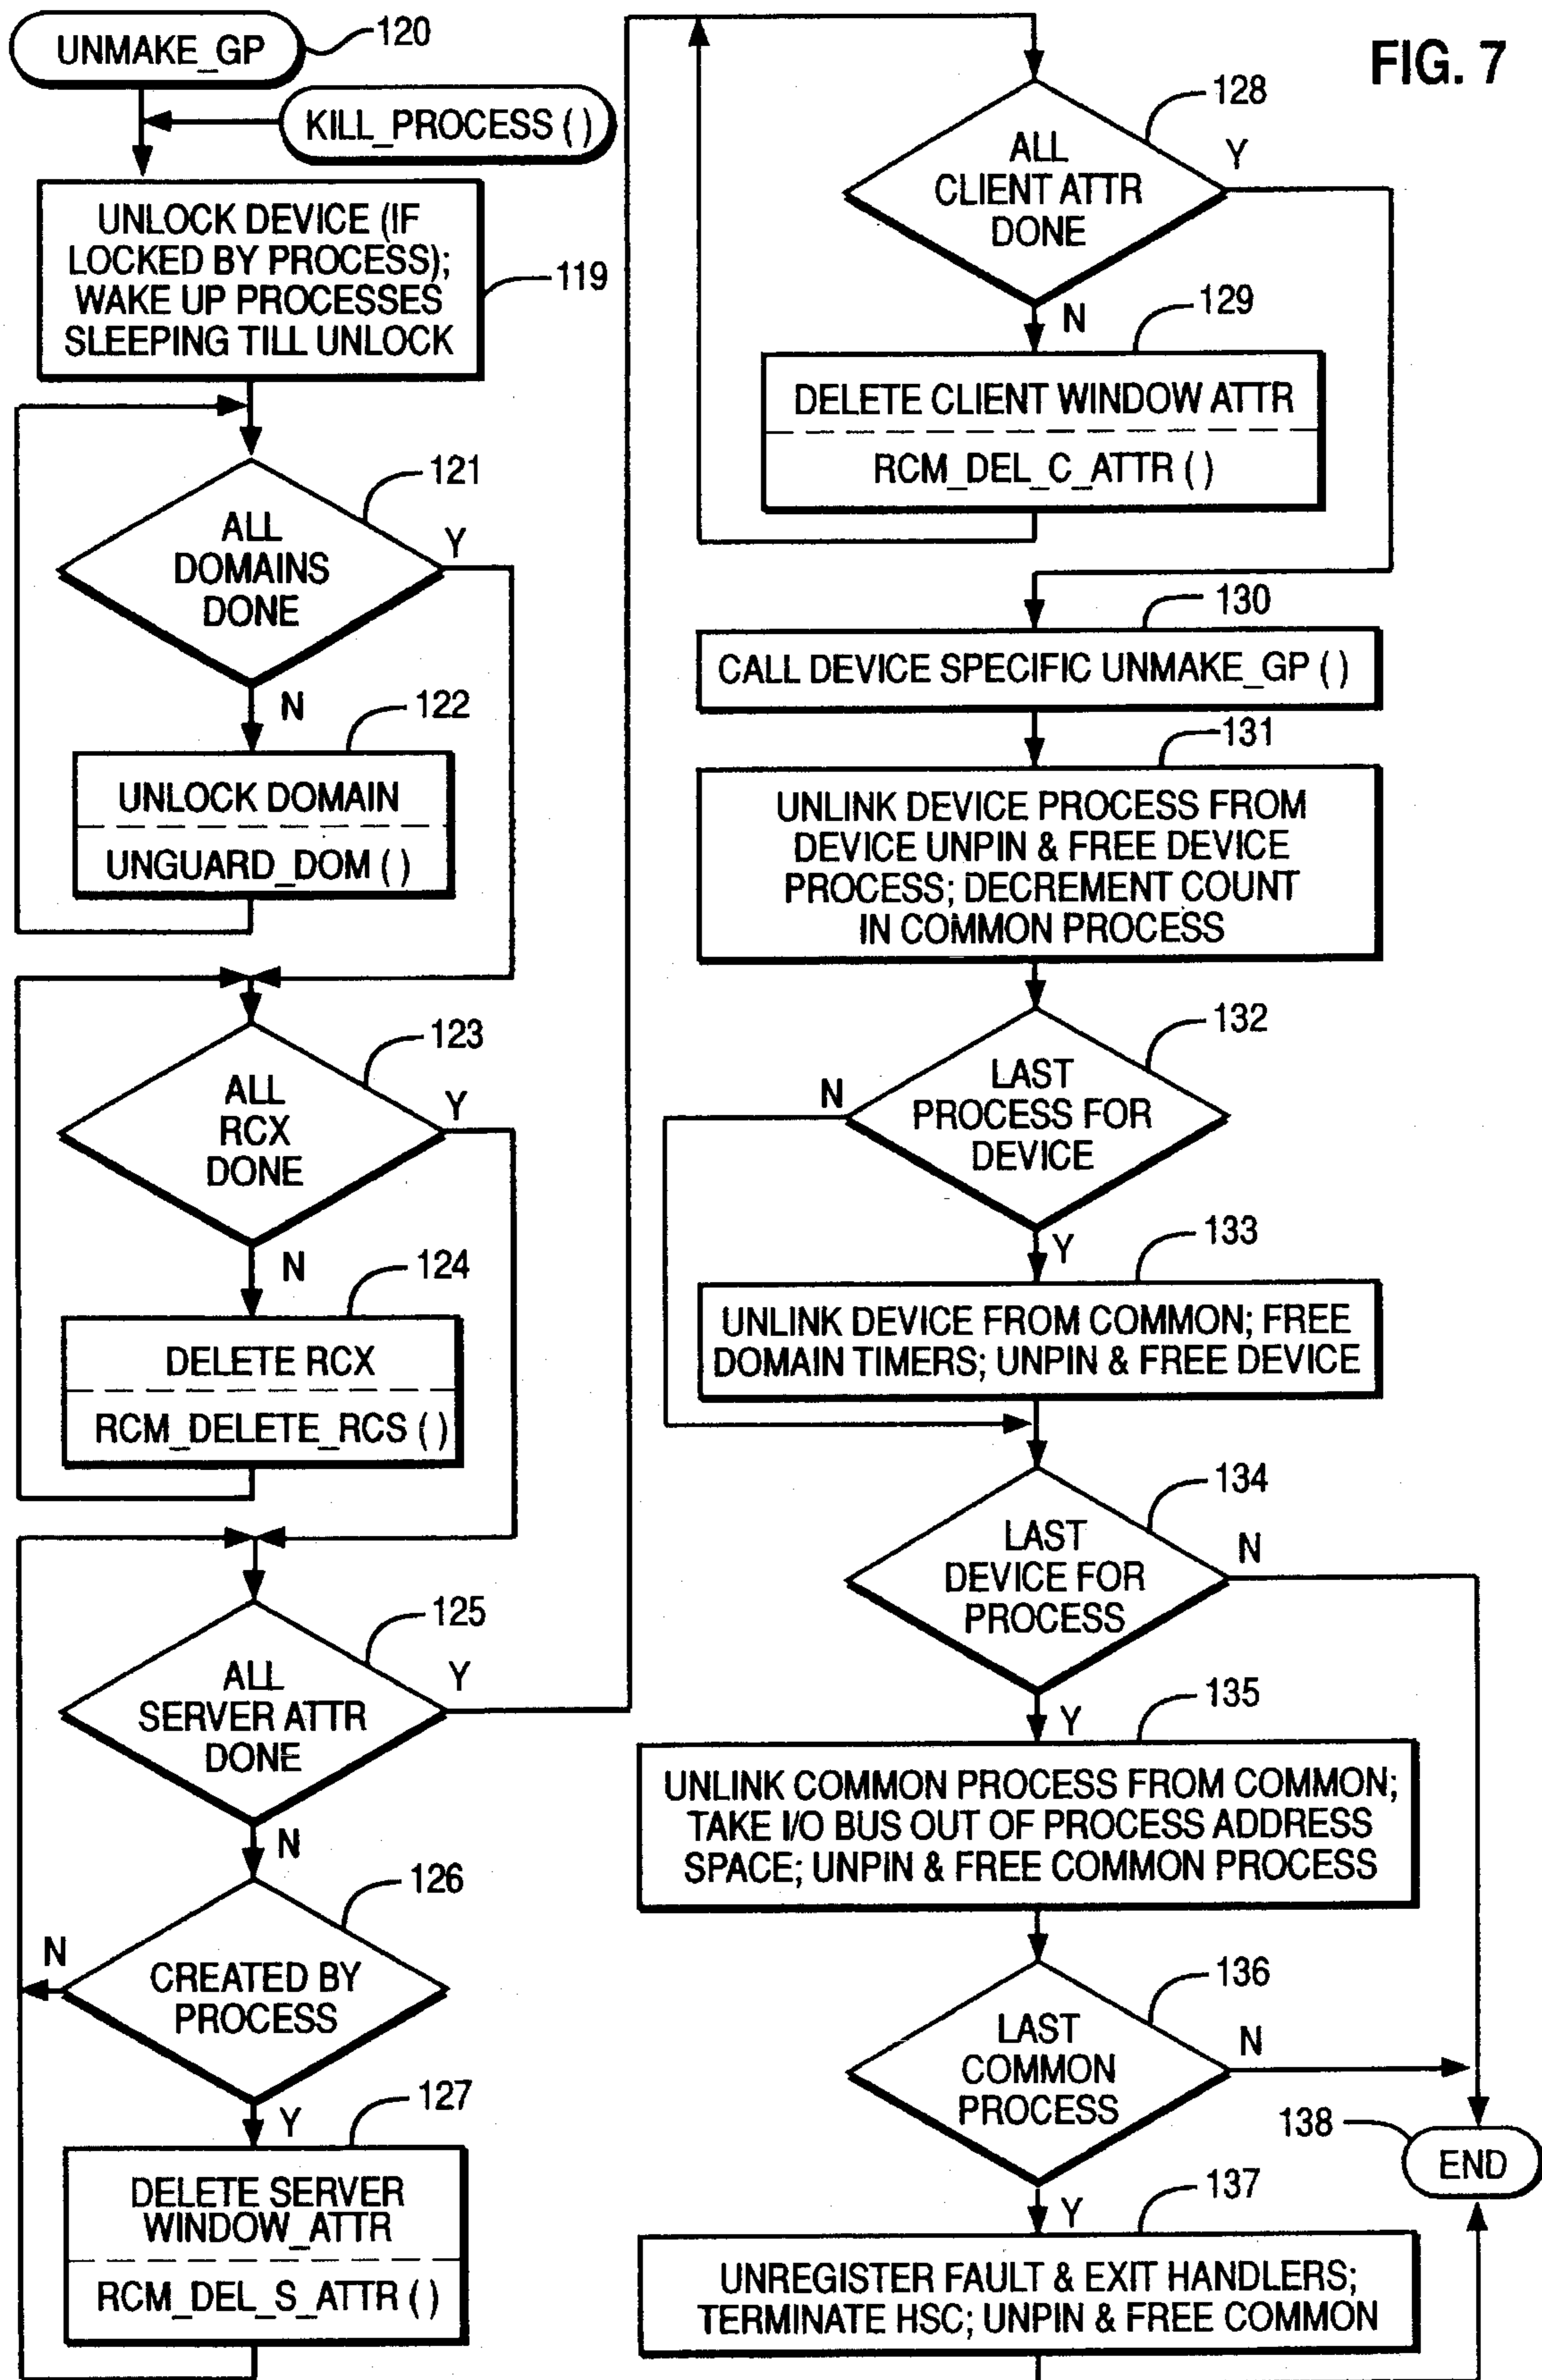 FIG. 7
UNMAKE_GP
120
KILL_PROCESS ( )
UNLOCK DEVICE (IF
LOCKED BY PROCESS);
WAKE UP PROCESSES
SLEEPING TILL UNLOCK
119
121
ALL
DOMAINS
DONE
Y
N
122
UNLOCK DOMAIN
UNGUARD_DOM ( )
123
ALL
RCX
DONE
Y
N
124
DELETE RCX
RCM_DELETE_RCS ( )
125
ALL
SERVER ATTR
DONE
Y
N
126
CREATED BY
PROCESS
N
Y
127
DELETE SERVER
WINDOW_ATTR
RCM_DEL_S_ATTR ( )
128
ALL
CLIENT ATTR
DONE
Y
N
129
DELETE CLIENT WINDOW ATTR
RCM_DEL_C_ATTR ( )
130
CALL DEVICE SPECIFIC UNMAKE_GP ( )
131
UNLINK DEVICE PROCESS FROM
DEVICE UNPIN & FREE DEVICE
PROCESS; DECREMENT COUNT
IN COMMON PROCESS
132
LAST
PROCESS FOR
DEVICE
N
Y
133
UNLINK DEVICE FROM COMMON; FREE
DOMAIN TIMERS; UNPIN & FREE DEVICE
134
LAST
DEVICE FOR
PROCESS
N
Y
135
UNLINK COMMON PROCESS FROM COMMON;
TAKE I/O BUS OUT OF PROCESS ADDRESS
SPACE; UNPIN & FREE COMMON PROCESS
136
LAST
COMMON
PROCESS
N
Y
137
UNREGISTER FAULT & EXIT HANDLERS;
TERMINATE HSC; UNPIN & FREE COMMON
138
END